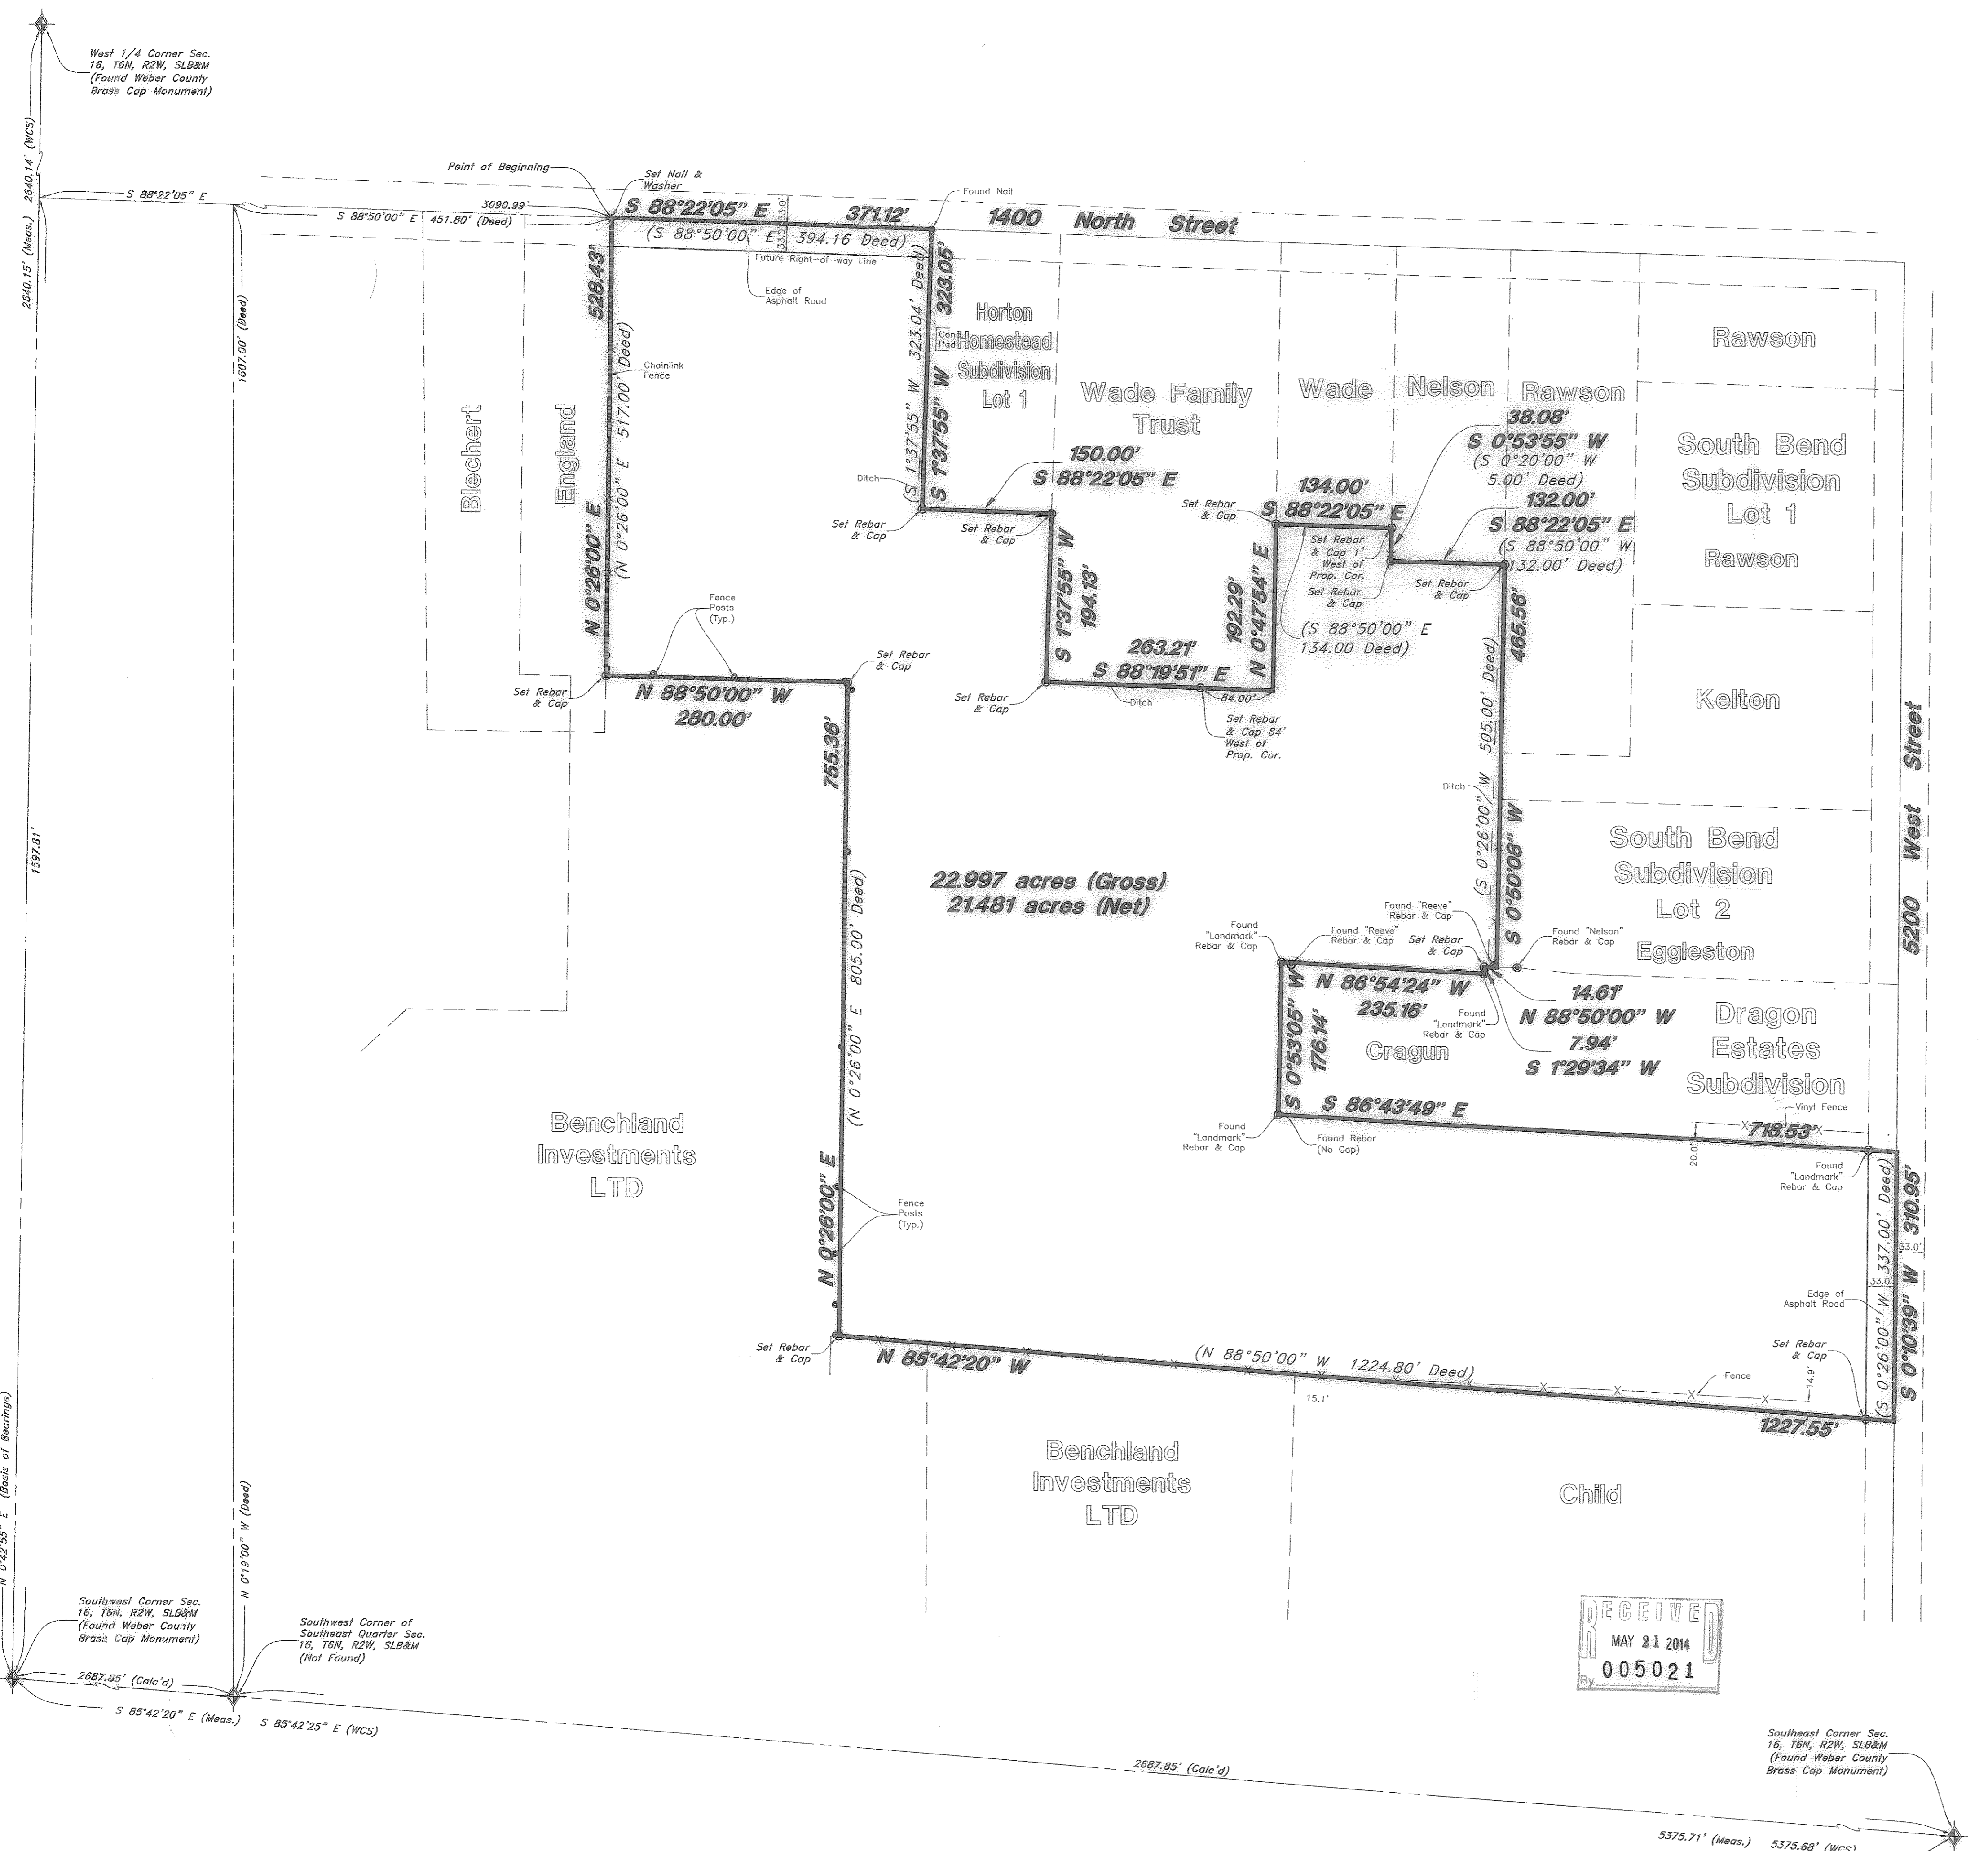 West 1/4 Corner Sec.
16, T6N, R2W, SLB&M
(Found Weber County
Brass Cap Monument)
2640.15' (Meas.) 2640.14' (WCS)
S 88°22'05" E
3090.99'
S 88°50'00" E 451.80' (Deed)
Point of Beginning
Set Nail &
Washer
S 88°22'05" E 371.12'
(S 88°50'00" E 394.16 Deed)
33.0' 33.0'
Future Right-of-way Line
Edge of
Asphalt Road
Found Nail
1400 North Street
528.43'
N 0°26'00" E
(N 0°26'00" E 517.00' Deed)
Chainlink
Fence
1607.00' (Deed)
Blechert
England
323.05'
S 1°37'55" W
(S 1°37'55" W 323.04' Deed)
Conc.
Pad
Horton
Homestead
Subdivision
Lot 1
Wade Family
Trust
Wade
Nelson
Rawson
Rawson
150.00'
S 88°22'05" E
Ditch
Set Rebar
& Cap
Set Rebar
& Cap
38.08'
S 0°53'55" W
(S 0°20'00" W
5.00' Deed)
134.00'
S 88°22'05" E
132.00'
S 88°22'05" E
(S 88°50'00" W
132.00' Deed)
Set Rebar
& Cap
Set Rebar
& Cap 1'
West of
Prop. Cor.
Set Rebar
& Cap
Set Rebar
& Cap
(S 88°50'00" E
134.00 Deed)
South Bend
Subdivision
Lot 1
Rawson
S 1°37'55" W
194.13'
263.21'
S 88°19'51" E
192.29'
N 0°47'54" E
84.00'
Ditch
Set Rebar
& Cap
Set Rebar
& Cap 84'
West of
Prop. Cor.
Fence
Posts
(Typ.)
Set Rebar
& Cap
Set Rebar
& Cap
N 88°50'00" W
280.00'
465.56'
S 0°50'08" W
(S 0°26'00" W 505.00' Deed)
Ditch
Kelton
5200 West Street
755.36'
N 0°26'00" E
(N 0°26'00" E 805.00' Deed)
1597.81'
22.997 acres (Gross)
21.481 acres (Net)
South Bend
Subdivision
Lot 2
Eggleston
Found
"Landmark"
Rebar & Cap
Found "Reeve"
Rebar & Cap
Found "Reeve"
Rebar & Cap
Set Rebar
& Cap
Found "Nelson"
Rebar & Cap
N 86°54'24" W
235.16'
Found
"Landmark"
Rebar & Cap
14.61'
N 88°50'00" W
7.94'
S 1°29'34" W
S 0°53'05" W
176.14'
Cragun
Dragon
Estates
Subdivision
S 86°43'49" E
718.53'
Vinyl Fence
20.0'
Found
"Landmark"
Rebar & Cap
Found Rebar
(No Cap)
Found
"Landmark"
Rebar & Cap
Benchland
Investments
LTD
Fence
Posts
(Typ.)
310.95'
S 0°10'39" W
(S 0°26'00" W 337.00' Deed)
33.0'
33.0'
Edge of
Asphalt Road
Set Rebar
& Cap
Set Rebar
& Cap
N 85°42'20" W
(N 88°50'00" W 1224.80' Deed)
15.1'
Fence
14.9'
1227.55'
Benchland
Investments
LTD
Child
N 0°42'55" E (Basis of Bearings)
N 0°19'00" W (Deed)
Southwest Corner Sec.
16, T6N, R2W, SLB&M
(Found Weber County
Brass Cap Monument)
Southwest Corner of
Southeast Quarter Sec.
16, T6N, R2W, SLB&M
(Not Found)
RECEIVED
MAY 21 2014
By 005021
2687.85' (Calc'd)
S 85°42'20" E (Meas.) S 85°42'25" E (WCS)
2687.85' (Calc'd)
Southeast Corner Sec.
16, T6N, R2W, SLB&M
(Found Weber County
Brass Cap Monument)
5375.71' (Meas.) 5375.68' (WCS)